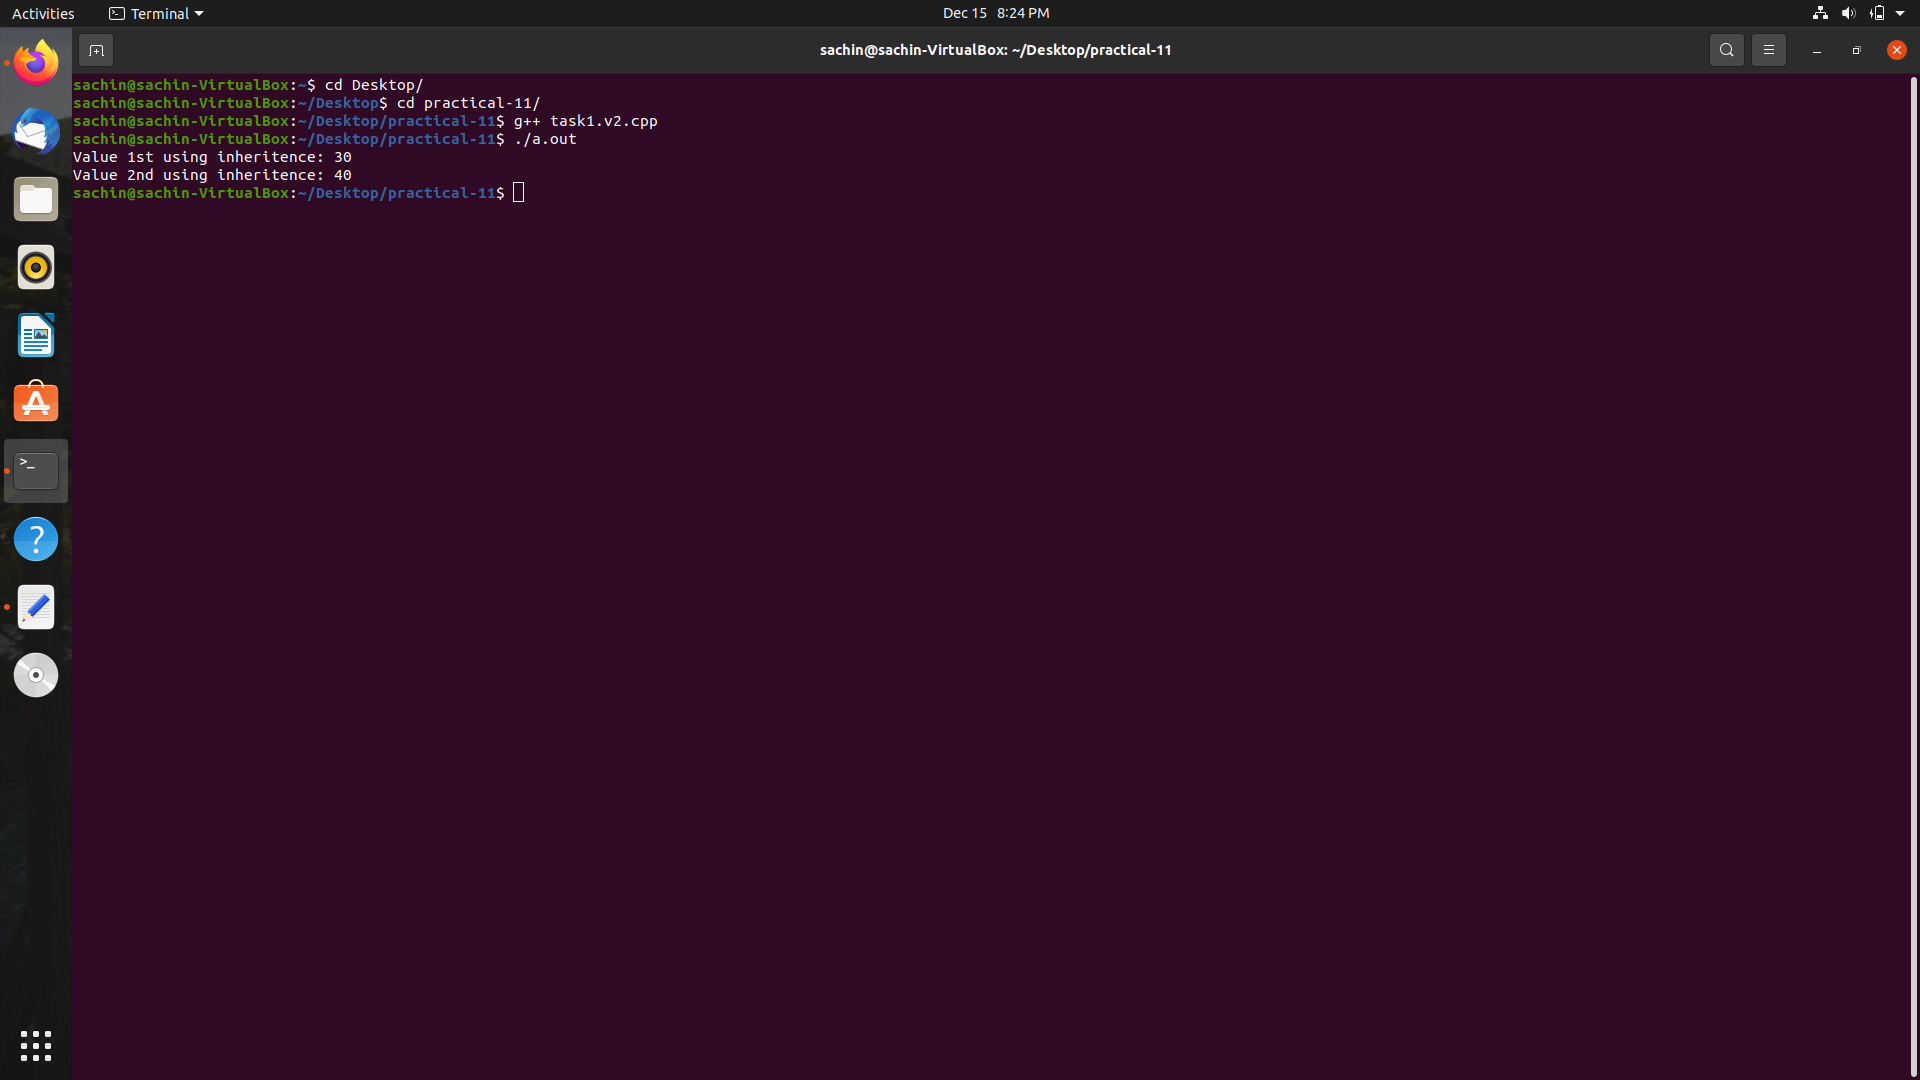 Activities
Terminal
Dec 15 8:24 PM
sachin@sachin-VirtualBox: ~/Desktop/practical-11
sachin@sachin-VirtualBox:~$ cd Desktop/
sachin@sachin-VirtualBox:~/Desktop$ cd practical-11/
sachin@sachin-VirtualBox:~/Desktop/practical-11$ g++ task1.v2.cpp
sachin@sachin-VirtualBox:~/Desktop/practical-11$ ./a.out
Value 1st using inheritence: 30
Value 2nd using inheritence: 40
sachin@sachin-VirtualBox:~/Desktop/practical-11$